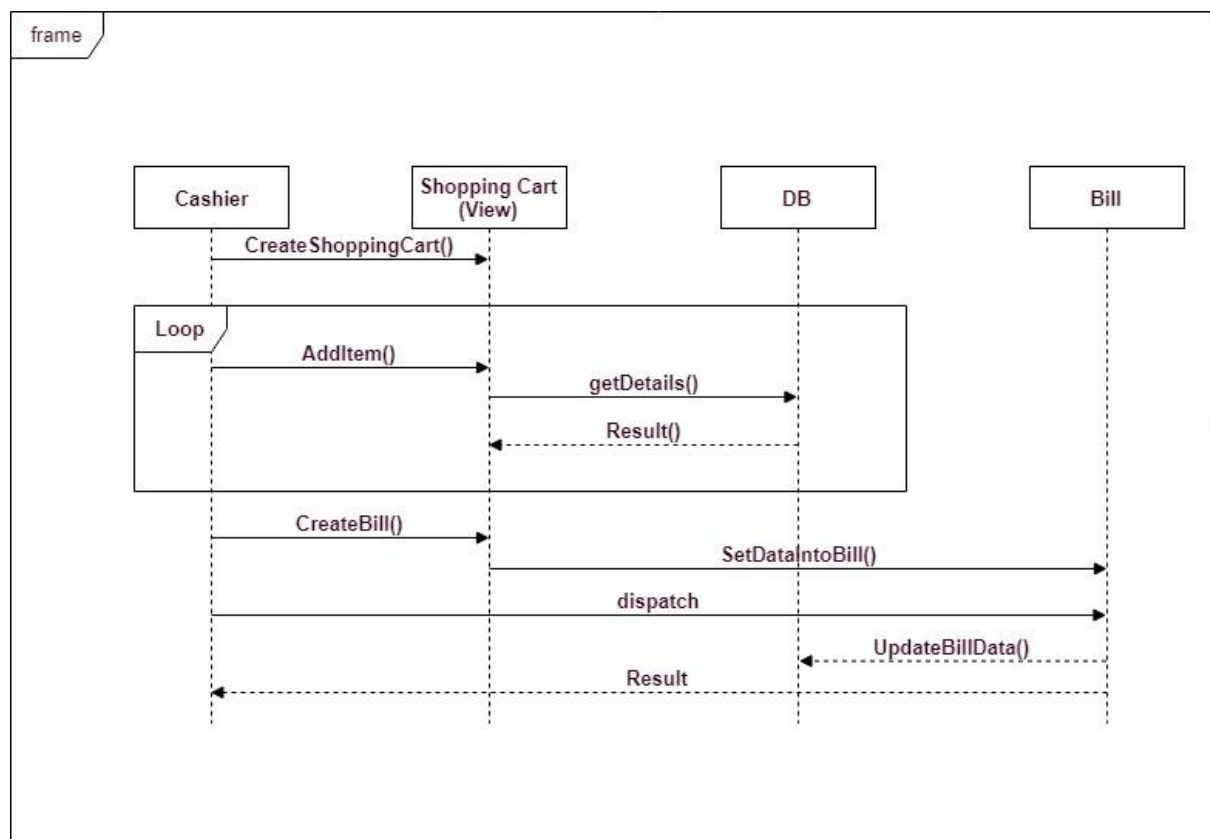 frame
Cashier
Shopping Cart
(View)
DB
Bill
CreateShoppingCart()
Loop
AddItem()
getDetails()
Result()
CreateBill()
SetDataIntoBill()
dispatch
UpdateBillData()
Result